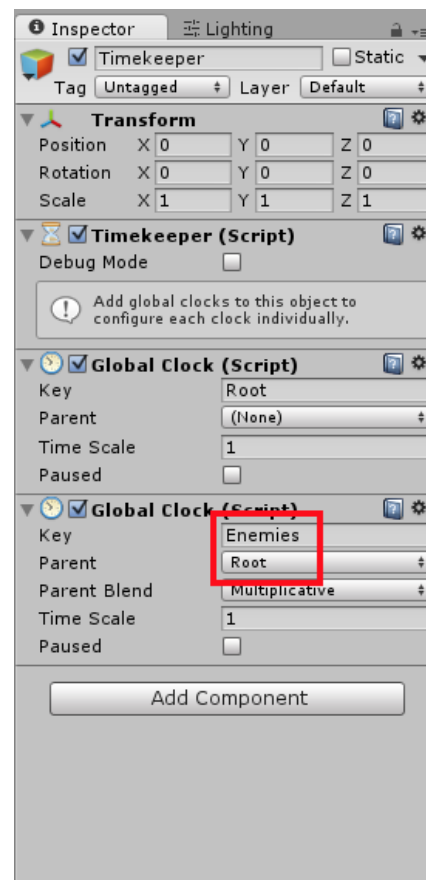 Inspector Lighting
Timekeeper Static
Tag Untagged Layer Default
Transform
Position X 0 Y 0 Z 0
Rotation X 0 Y 0 Z 0
Scale X 1 Y 1 Z 1
Timekeeper (Script)
Debug Mode
Add global clocks to this object to
configure each clock individually.
Global Clock (Script)
Key Root
Parent (None)
Time Scale 1
Paused
Global Clock (Script)
Key Enemies
Parent Root
Parent Blend Multiplicative
Time Scale 1
Paused
Add Component